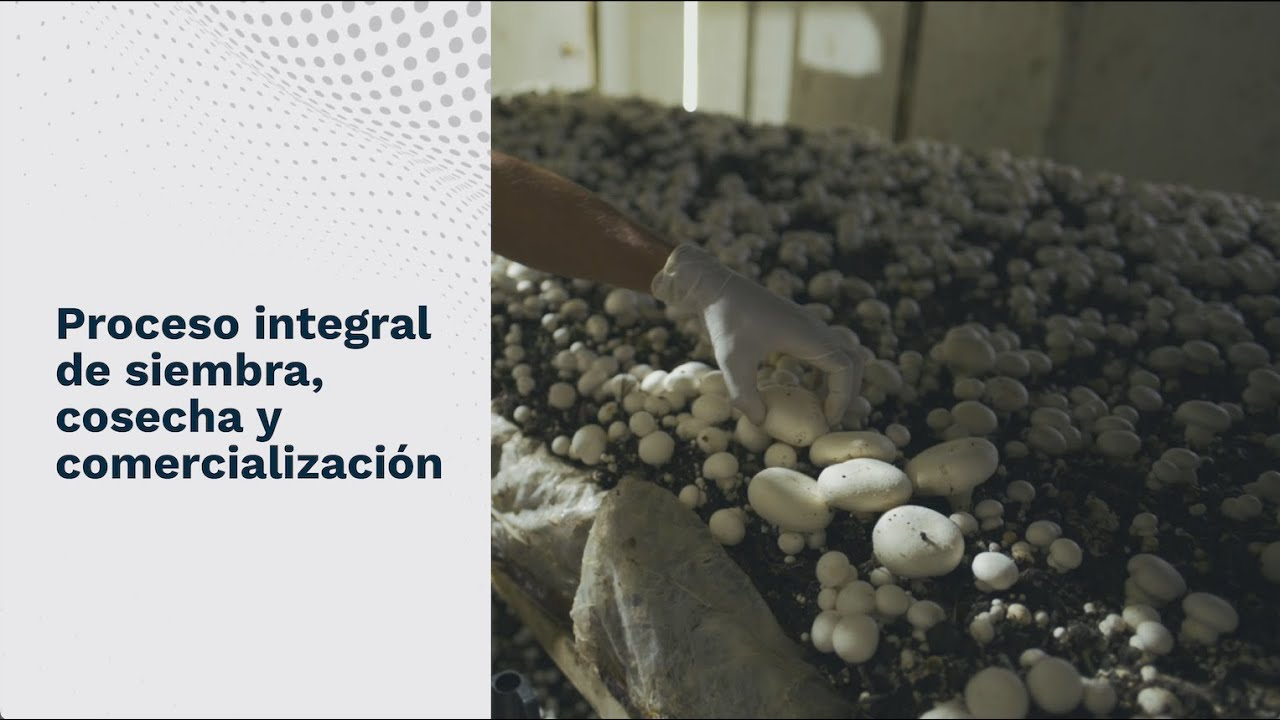 Proceso integral
de siembra,
cosecha y
comercialización